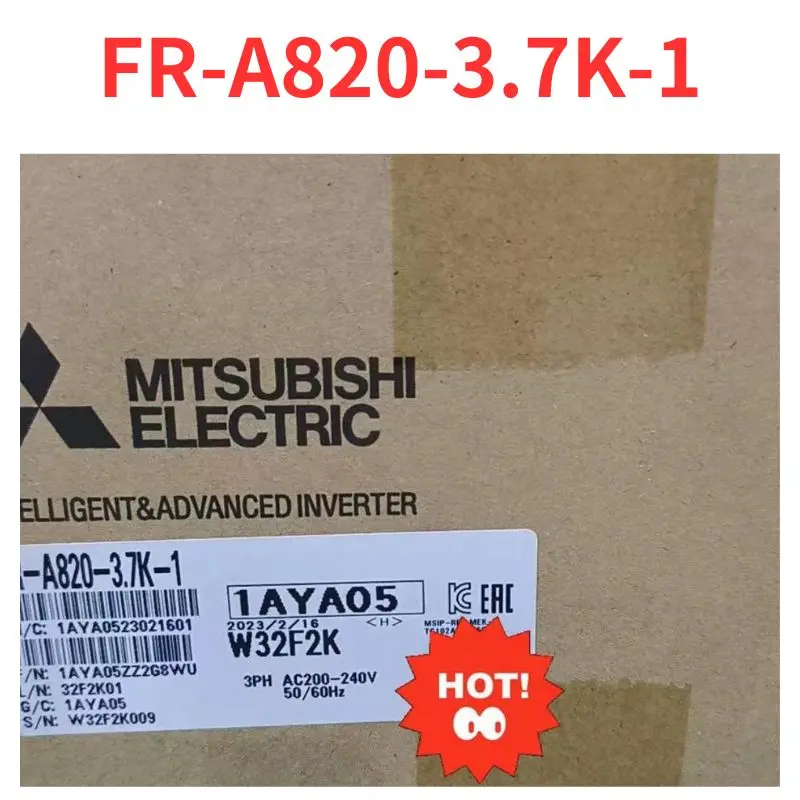 FR-A820-3.7K-1
MITSUBISHI
ELECTRIC
ELLIGENT&ADVANCED INVERTER
-A820-3.7K-1
1AYA05
EAC
/C: 1AYA0523021601
2023/2/16 <H>
W32F2K
/N: 1AYA05ZZ2G8WU
3PH AC200-240V
50/60Hz
L/N: 32F2K01
G/C: 1AYA05
S/N: W32F2K009
HOT!